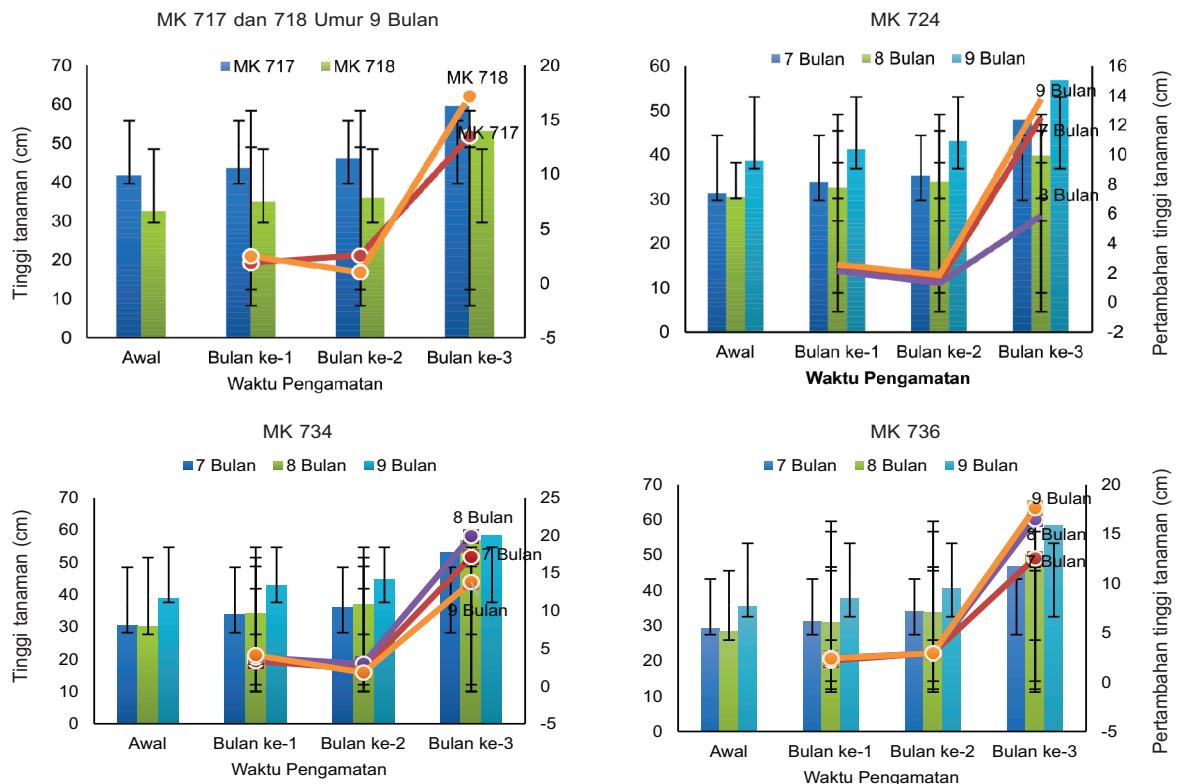 MK 717 dan 718 Umur 9 Bulan
MK 717 MK 718
Tinggi tanaman (cm)
70
60
50
40
30
20
10
0
20
15
10
5
0
-5
MK 718
MK 717
Awal Bulan ke-1 Bulan ke-2 Bulan ke-3
Waktu Pengamatan
MK 724
7 Bulan 8 Bulan 9 Bulan
60
50
40
30
20
10
0
16
14
12
10
8
6
4
2
0
-2
Pertambahan tinggi tanaman (cm)
9 Bulan
7 Bulan
8 Bulan
Awal Bulan ke-1 Bulan ke-2 Bulan ke-3
Waktu Pengamatan
MK 734
7 Bulan 8 Bulan 9 Bulan
Tinggi tanaman (cm)
70
60
50
40
30
20
10
0
25
20
15
10
5
0
-5
8 Bulan
7 Bulan
9 Bulan
Awal Bulan ke-1 Bulan ke-2 Bulan ke-3
Waktu Pengamatan
MK 736
7 Bulan 8 Bulan 9 Bulan
70
60
50
40
30
20
10
0
20
15
10
5
0
-5
Pertambahan tinggi tanaman (cm)
9 Bulan
8 Bulan
7 Bulan
Awal Bulan ke-1 Bulan ke-2 Bulan ke-3
Waktu Pengamatan